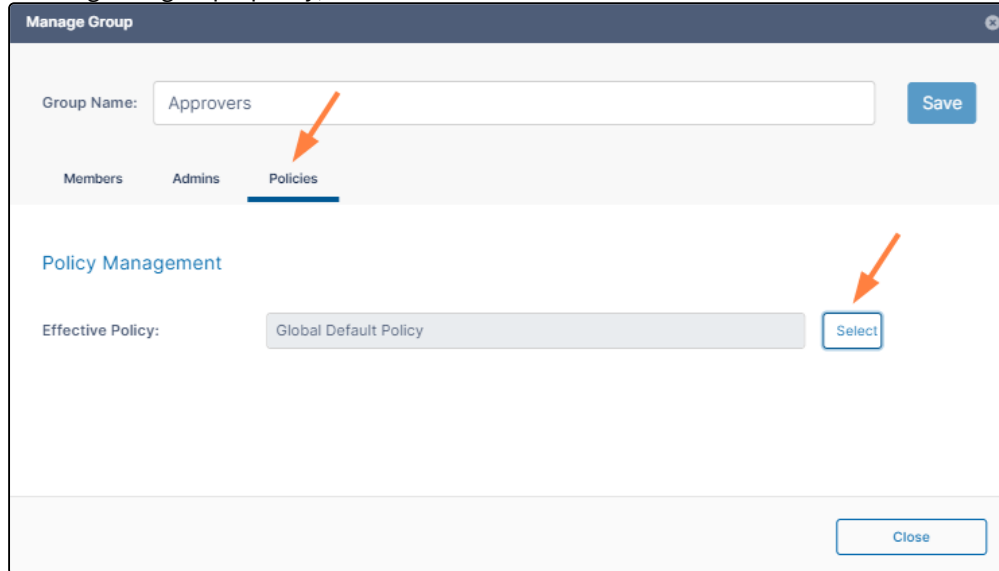 Manage Group
Group Name: Approvers Save
Members Admins Policies
Policy Management
Effective Policy: Global Default Policy Select
Close